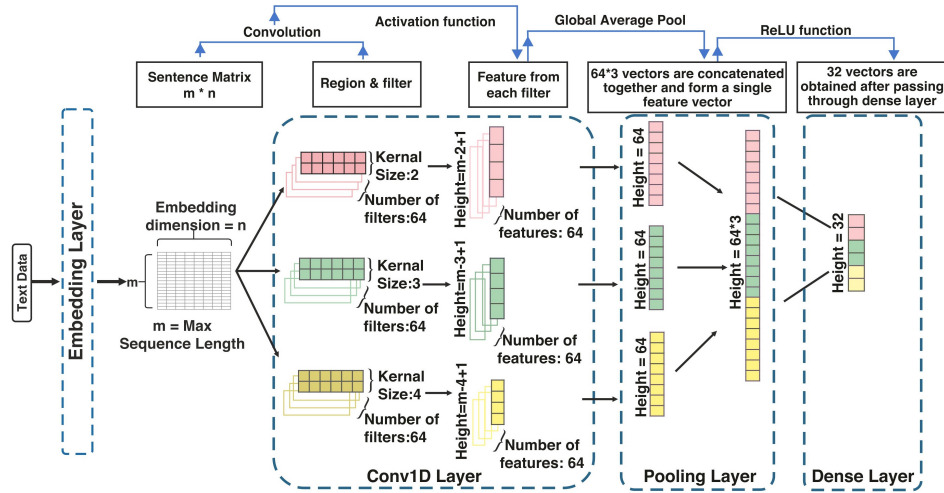 Activation function
Global Average Pool
ReLU function
Convolution
Sentence Matrix
m * n
Region & filter
Feature from
each filter
64*3 vectors are concatenated
together and form a single
feature vector
32 vectors are
obtained after passing
through dense layer
Text Data
Embedding Layer
Embedding
dimension = n
m
m = Max
Sequence Length
Kernal
Size:2
Number of
filters:64
Height=m-2+1
Number of
features: 64
Kernal
Size:3
Number of
filters:64
Height=m-3+1
Number of
features: 64
Kernal
Size:4
Number of
filters:64
Height=m-4+1
Number of
features: 64
Conv1D Layer
Height = 64
Height = 64
Height = 64
Height = 64*3
Pooling Layer
Height = 32
Dense Layer